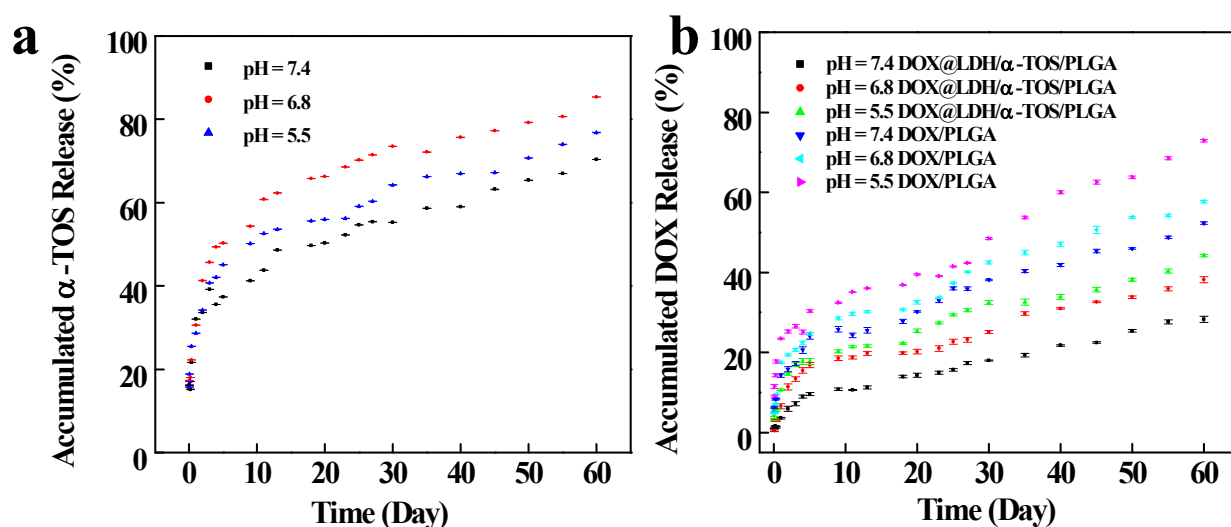 a
Accumulated α-TOS Release (%)
100
80
60
40
20
0
pH = 7.4
pH = 6.8
pH = 5.5
0 10 20 30 40 50 60
Time (Day)
b
Accumulated DOX Release (%)
100
80
60
40
20
0
pH = 7.4 DOX@LDH/α-TOS/PLGA
pH = 6.8 DOX@LDH/α-TOS/PLGA
pH = 5.5 DOX@LDH/α-TOS/PLGA
pH = 7.4 DOX/PLGA
pH = 6.8 DOX/PLGA
pH = 5.5 DOX/PLGA
0 10 20 30 40 50 60
Time (Day)